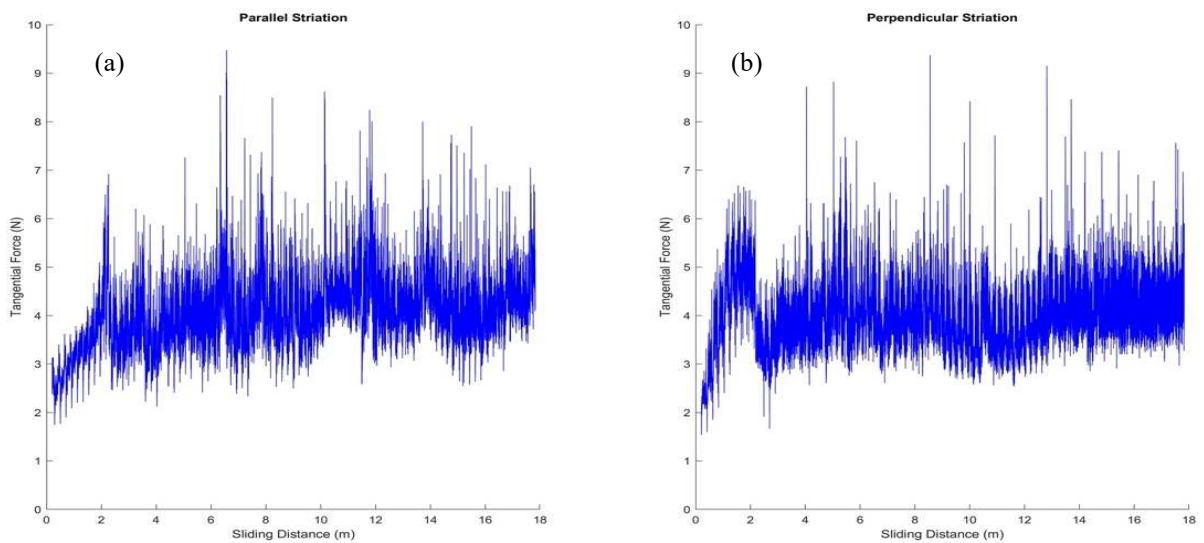 Parallel Striation
(a)
Tangential Force (N)
10
9
8
7
6
5
4
3
2
1
0
0 2 4 6 8 10 12 14 16 18
Sliding Distance (m)
Perpendicular Striation
(b)
Tangential Force (N)
10
9
8
7
6
5
4
3
2
1
0
0 2 4 6 8 10 12 14 16 18
Sliding Distance (m)